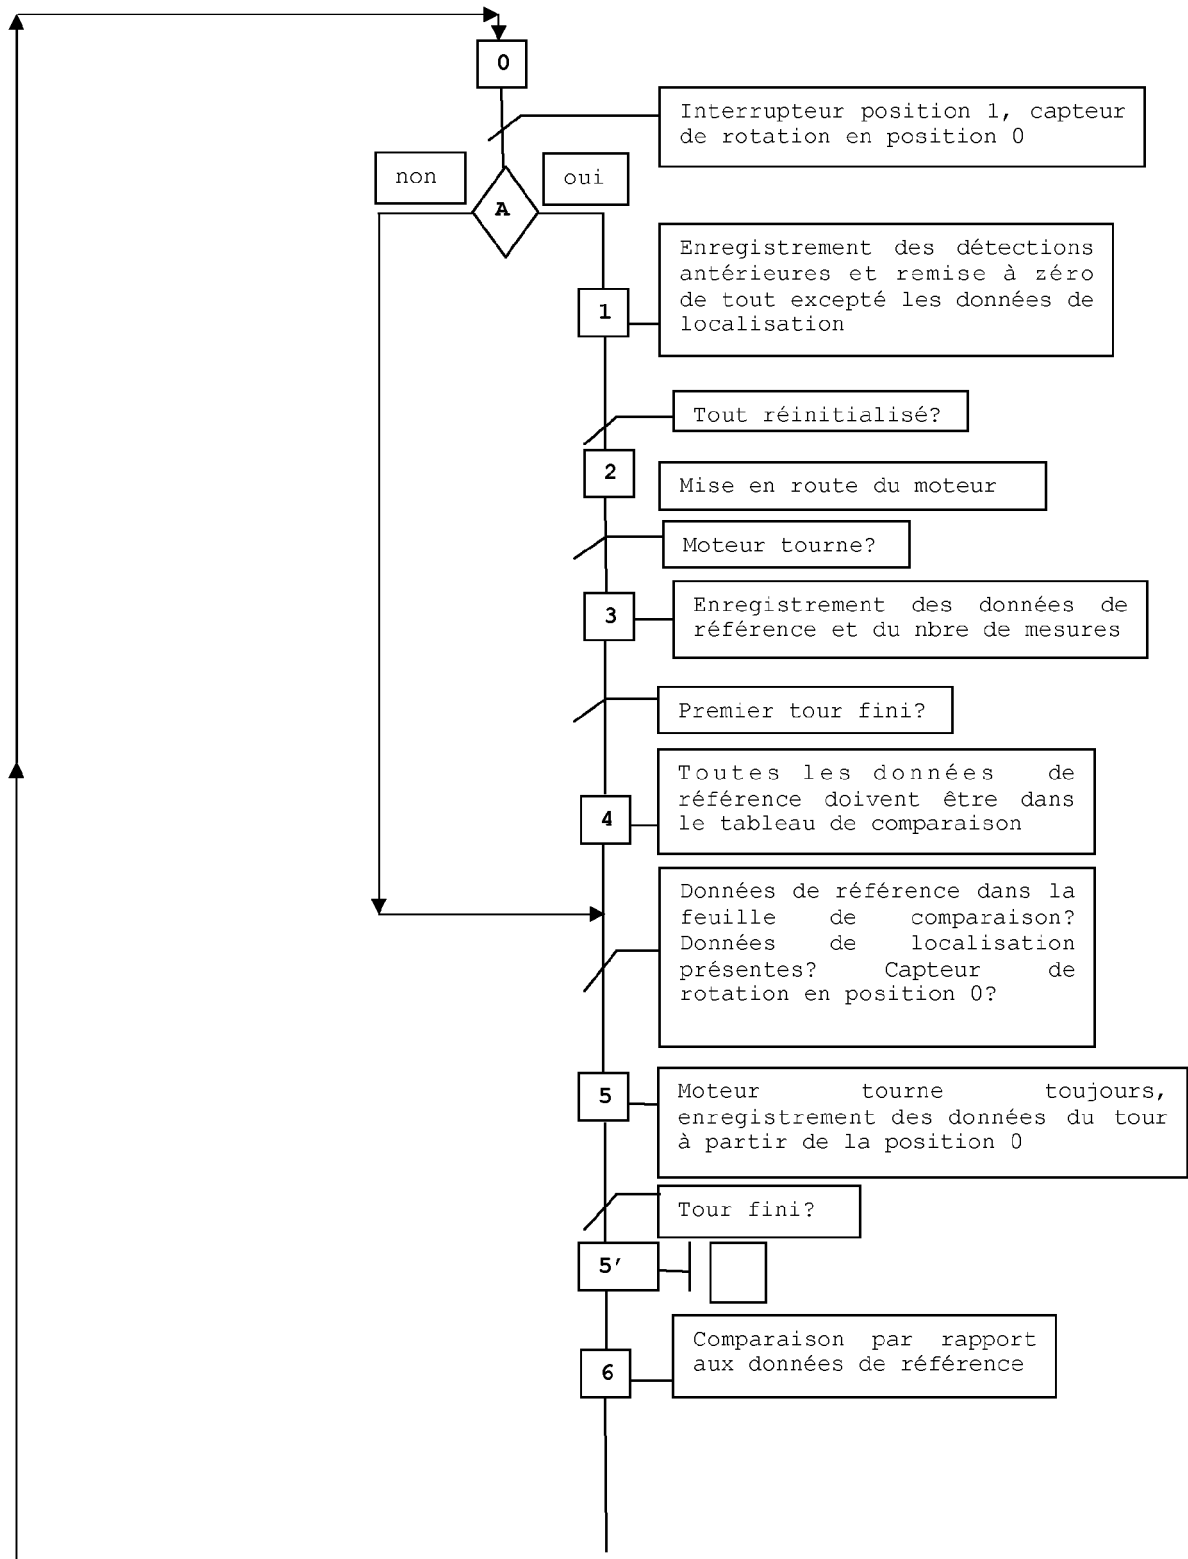 0
Interrupteur position 1, capteur
de rotation en position 0
non
oui
A
Enregistrement des détections
antérieures et remise à zéro
de tout excepté les données de
localisation
1
Tout réinitialisé?
2
Mise en route du moteur
Moteur tourne?
3
Enregistrement des données de
référence et du nbre de mesures
Premier tour fini?
Toutes les données de
référence doivent être dans
le tableau de comparaison
4
Données de référence dans la
feuille de comparaison?
Données de localisation
présentes? Capteur de
rotation en position 0?
5
Moteur tourne toujours,
enregistrement des données du tour
à partir de la position 0
Tour fini?
5′
Comparaison par rapport
aux données de référence
6